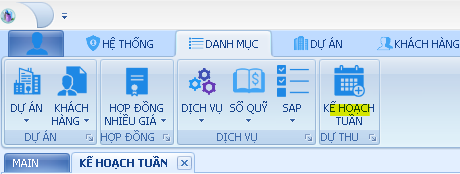 HỆ THỐNG DANH MỤC DỰ ÁN KHÁCH HÀNG
DỰ ÁN KHÁCH HÀNG HỢP ĐỒNG NHIỀU GIÁ DỊCH VỤ SỔ QUỸ SAP KẾ HOẠCH TUẦN
DỰ ÁN HỢP ĐỒNG DỊCH VỤ DỰ THU
MAIN KẾ HOẠCH TUẦN